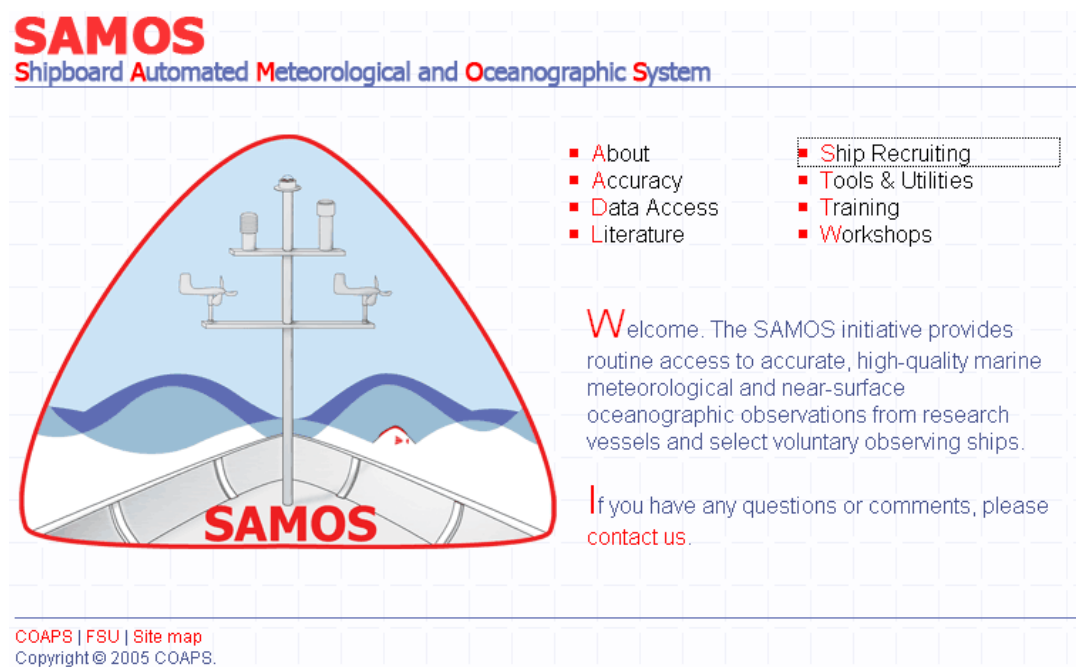 SAMOS
Shipboard Automated Meteorological and Oceanographic System
About
Accuracy
Data Access
Literature
Ship Recruiting
Tools & Utilities
Training
Workshops
Welcome. The SAMOS initiative provides
routine access to accurate, high-quality marine
meteorological and near-surface
oceanographic observations from research
vessels and select voluntary observing ships.
If you have any questions or comments, please
contact us.
SAMOS
COAPS | FSU | Site map
Copyright © 2005 COAPS.